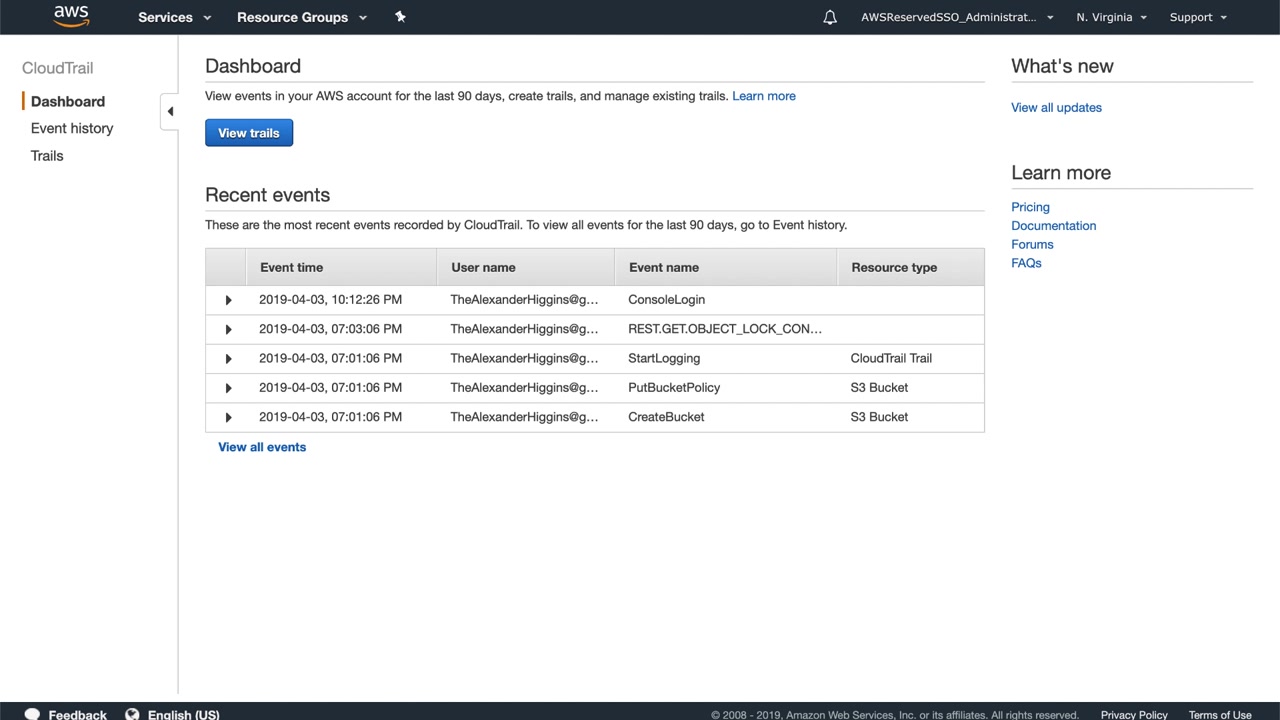 aws Services Resource Groups AWSReservedSSO_Administrat... N. Virginia Support
CloudTrail
Dashboard
Event history
Trails
Dashboard
View events in your AWS account for the last 90 days, create trails, and manage existing trails. Learn more
View trails
Recent events
These are the most recent events recorded by CloudTrail. To view all events for the last 90 days, go to Event history.
Event time User name Event name Resource type
2019-04-03, 10:12:26 PM TheAlexanderHiggins@g... ConsoleLogin
2019-04-03, 07:03:06 PM TheAlexanderHiggins@g... REST.GET.OBJECT_LOCK_CON...
2019-04-03, 07:01:06 PM TheAlexanderHiggins@g... StartLogging CloudTrail Trail
2019-04-03, 07:01:06 PM TheAlexanderHiggins@g... PutBucketPolicy S3 Bucket
2019-04-03, 07:01:06 PM TheAlexanderHiggins@g... CreateBucket S3 Bucket
View all events
What's new
View all updates
Learn more
Pricing
Documentation
Forums
FAQs
Feedback English (US) © 2008 - 2019, Amazon Web Services, Inc. or its affiliates. All rights reserved. Privacy Policy Terms of Use